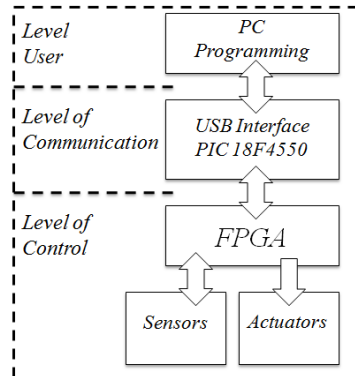 Level
User
PC
Programming
Level of
Communication
USB Interface
PIC 18F4550
Level of
Control
FPGA
Sensors
Actuators